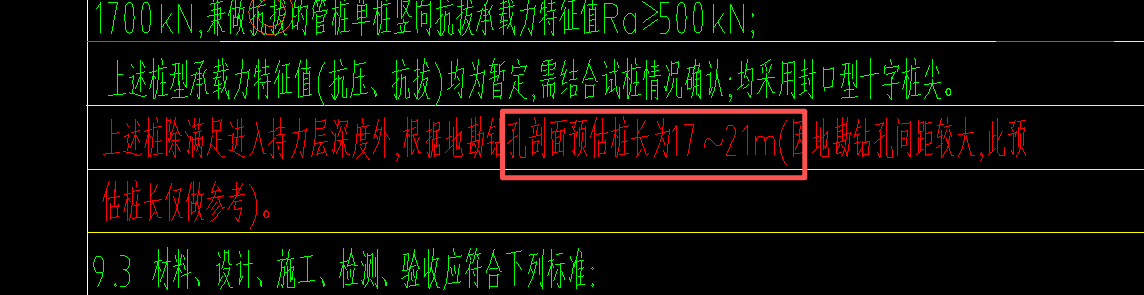 1700kN,兼做抗拔的管桩单桩竖向抗拔承载力特征值Ra≥500kN;
上述桩型承载力特征值(抗压、抗拔)均为暂定,需结合试桩情况确认;均采用封口型十字桩尖。
上述桩除满足进入持力层深度外,根据地勘钻孔剖面预估桩长为17~21m(因地勘钻孔间距较大,此预
估桩长仅做参考)。
9.3 材料、设计、施工、检测、验收应符合下列标准: